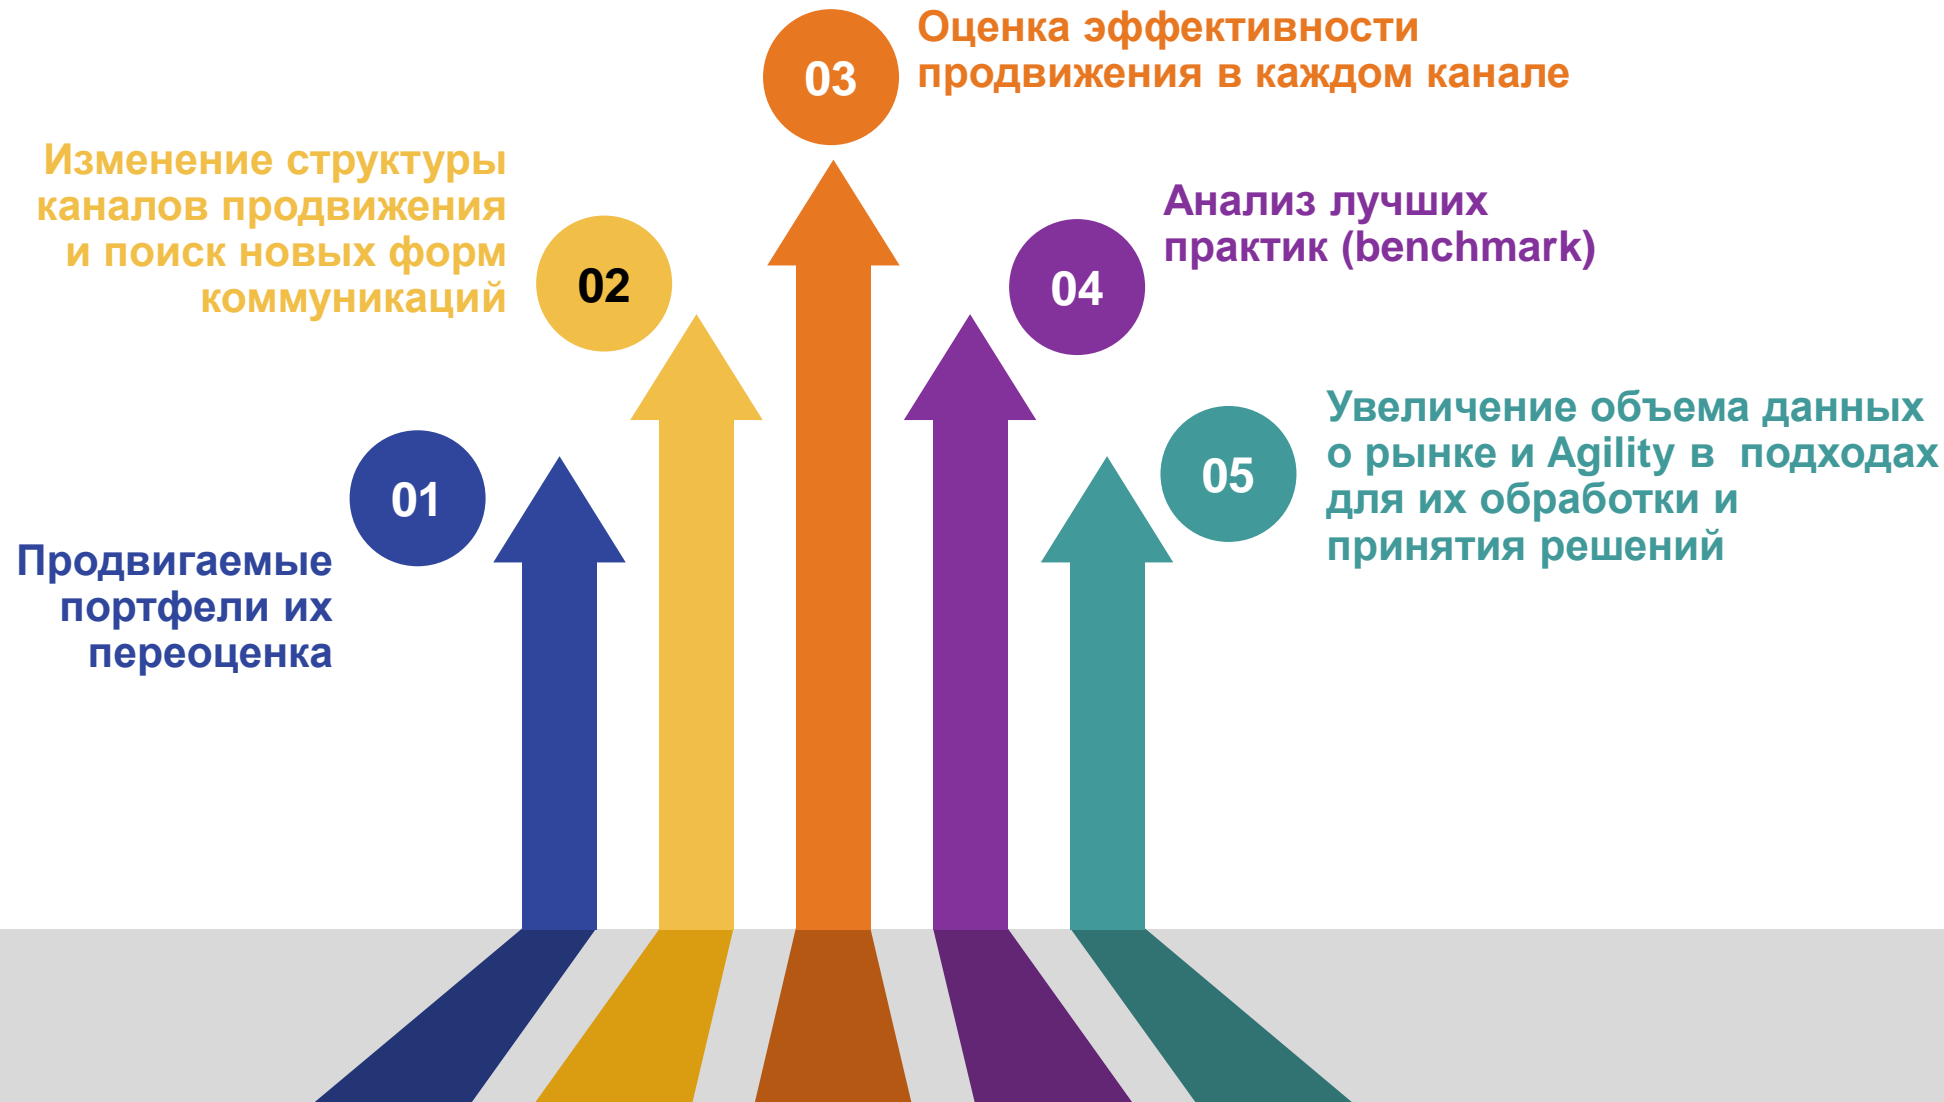 01
Продвигаемые
портфели их
переоценка
02
Изменение структуры
каналов продвижения
и поиск новых форм
коммуникаций
03
Оценка эффективности
продвижения в каждом канале
04
Анализ лучших
практик (benchmark)
05
Увеличение объема данных
о рынке и Agility в  подходах
для их обработки и
принятия решений